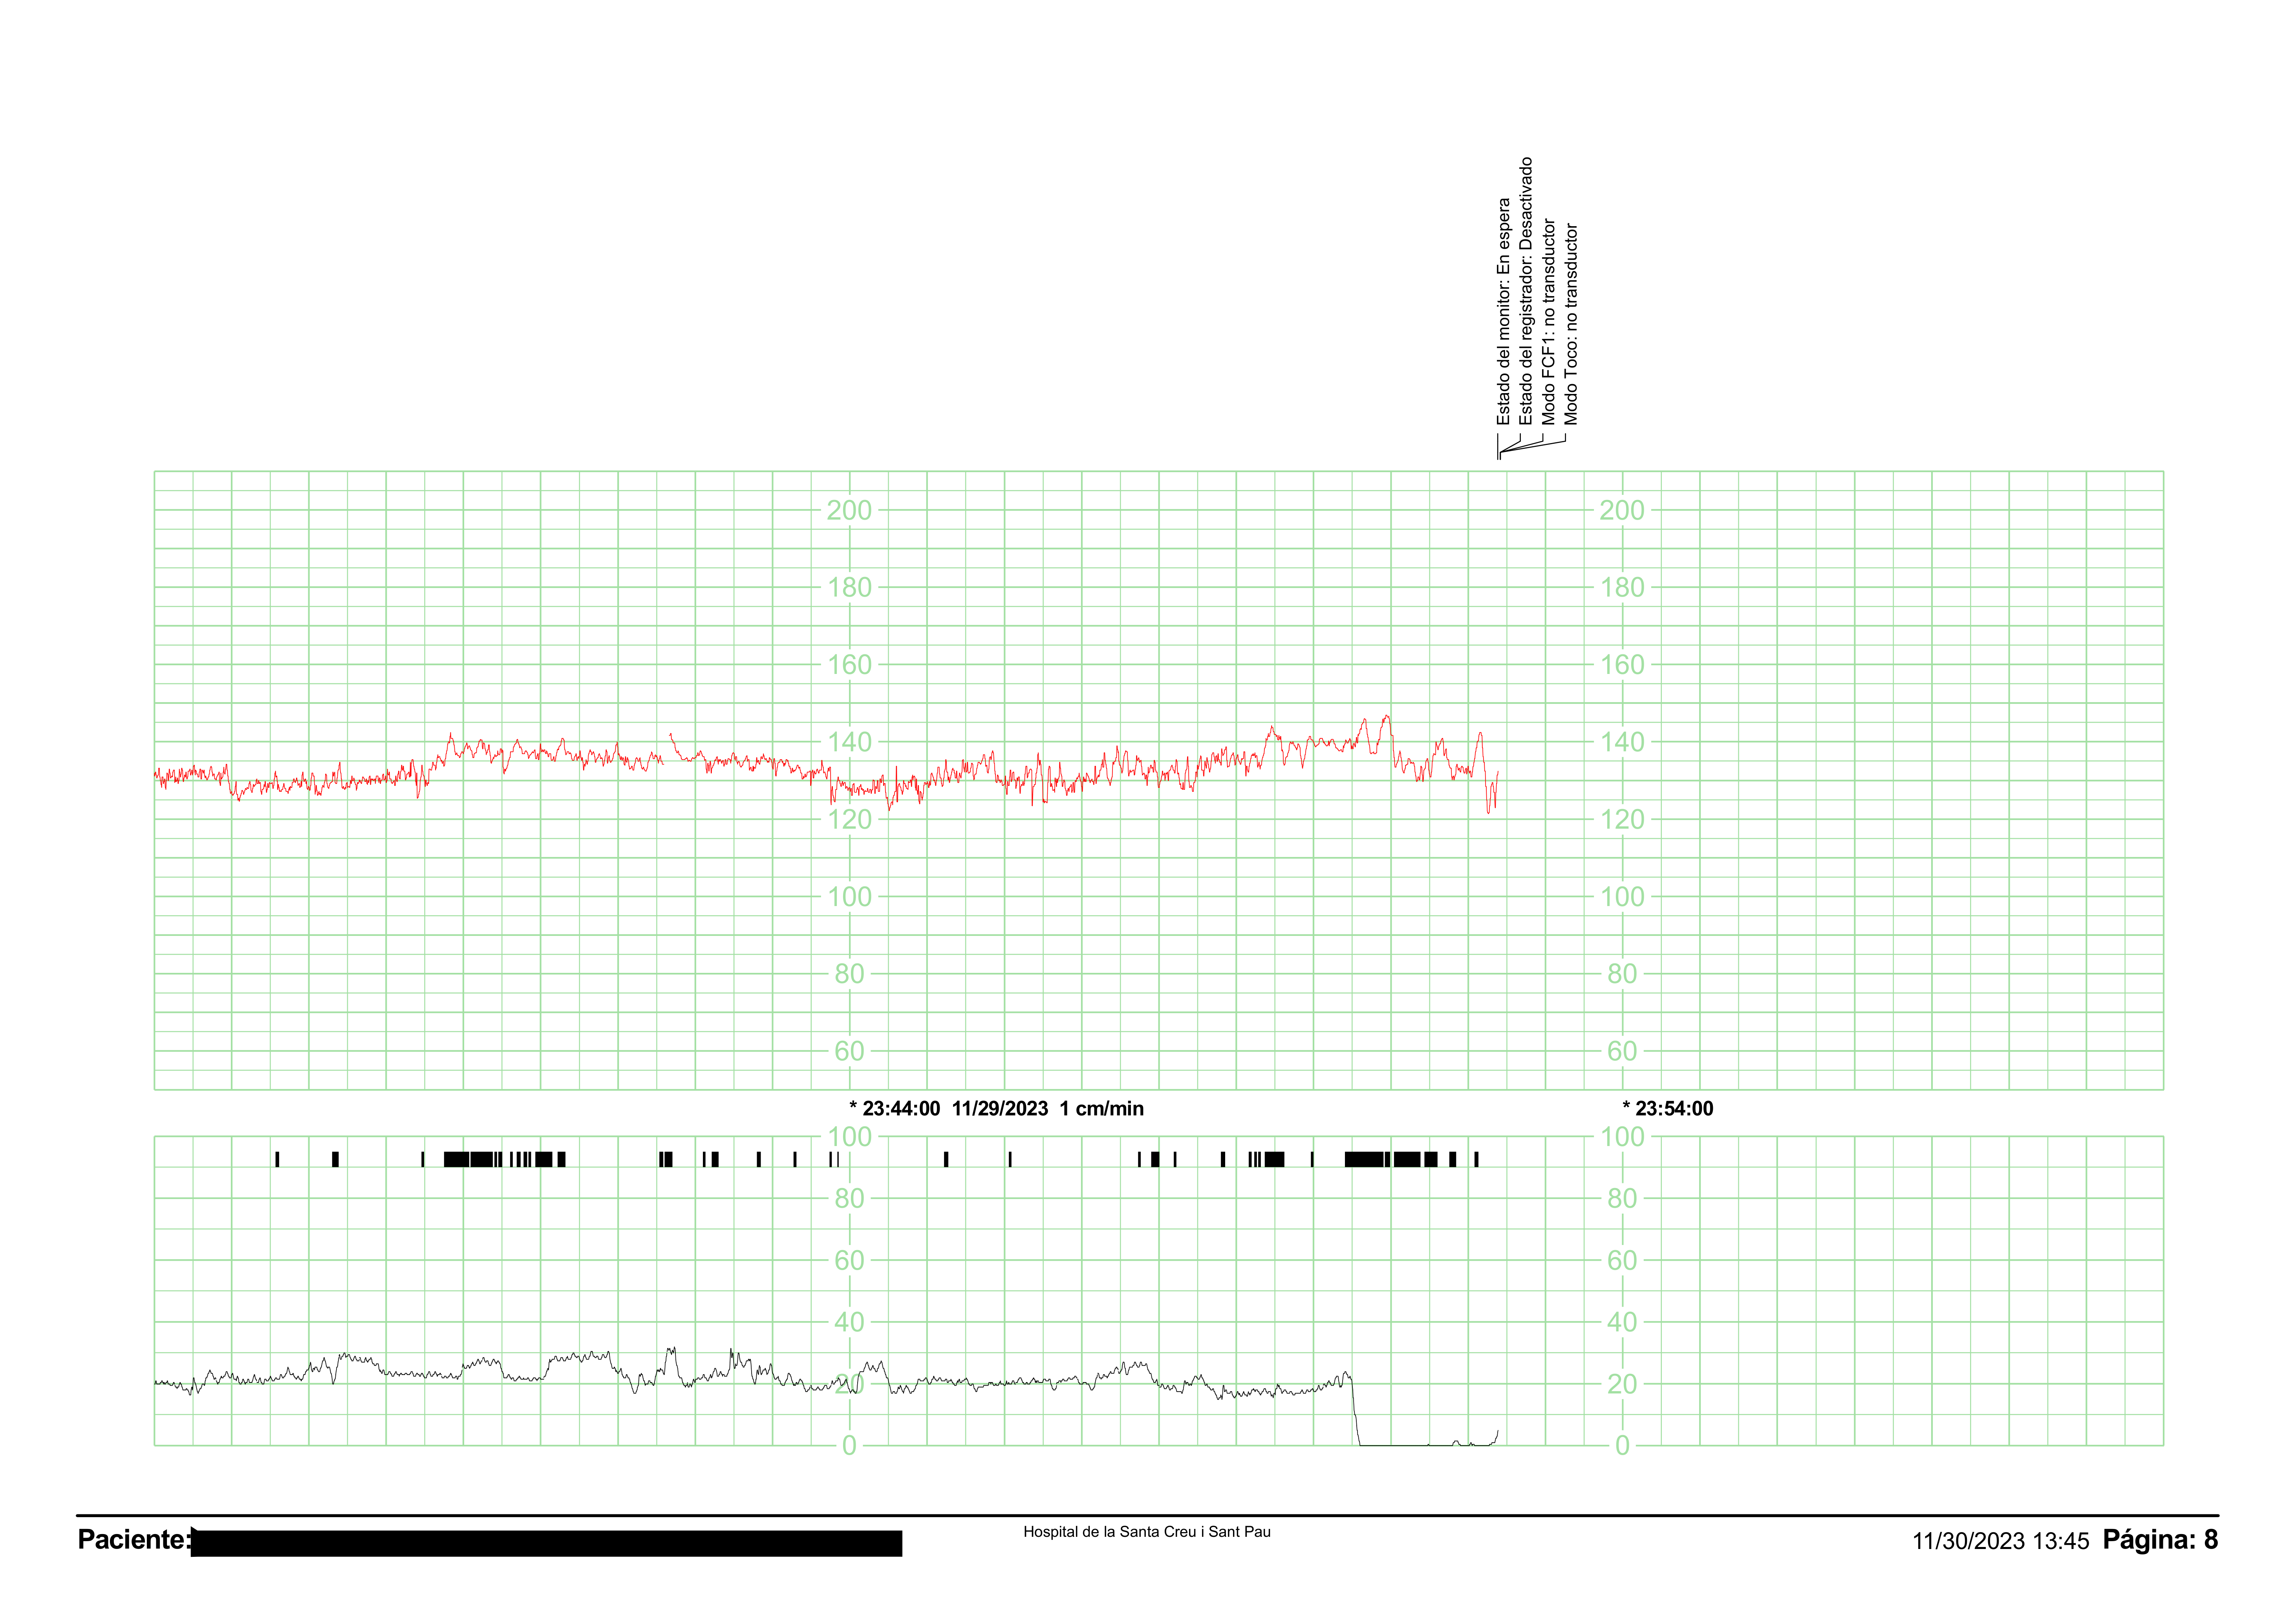 Estado del monitor: En espera
Estado del registrador: Desactivado
Modo FCF1: no transductor
Modo Toco: no transductor
200 200
180 180
160 160
140 140
120 120
100 100
80 80
60 60
* 23:44:00 11/29/2023 1 cm/min * 23:54:00
100 100
80 80
60 60
40 40
20 20
0 0
Paciente: Hospital de la Santa Creu i Sant Pau 11/30/2023 13:45 Página: 8